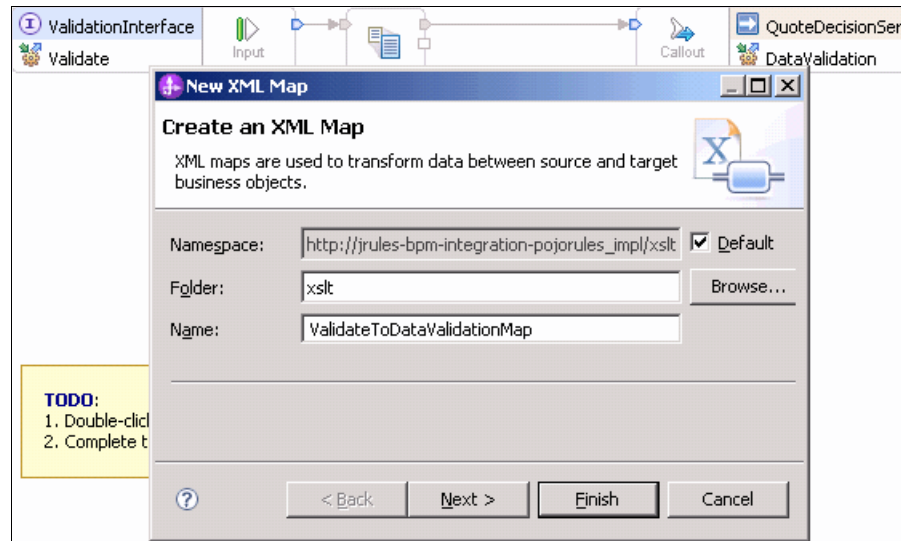 ValidationInterface
Validate
Input
Callout
QuoteDecisionSer
DataValidation
New XML Map
Create an XML Map
XML maps are used to transform data between source and target
business objects.
Namespace: http://jrules-bpm-integration-pojorules_impl/xslt Default
Folder: xslt Browse...
Name: ValidateToDataValidationMap
TODO:
1. Double-clicl
2. Complete t
< Back Next > Finish Cancel